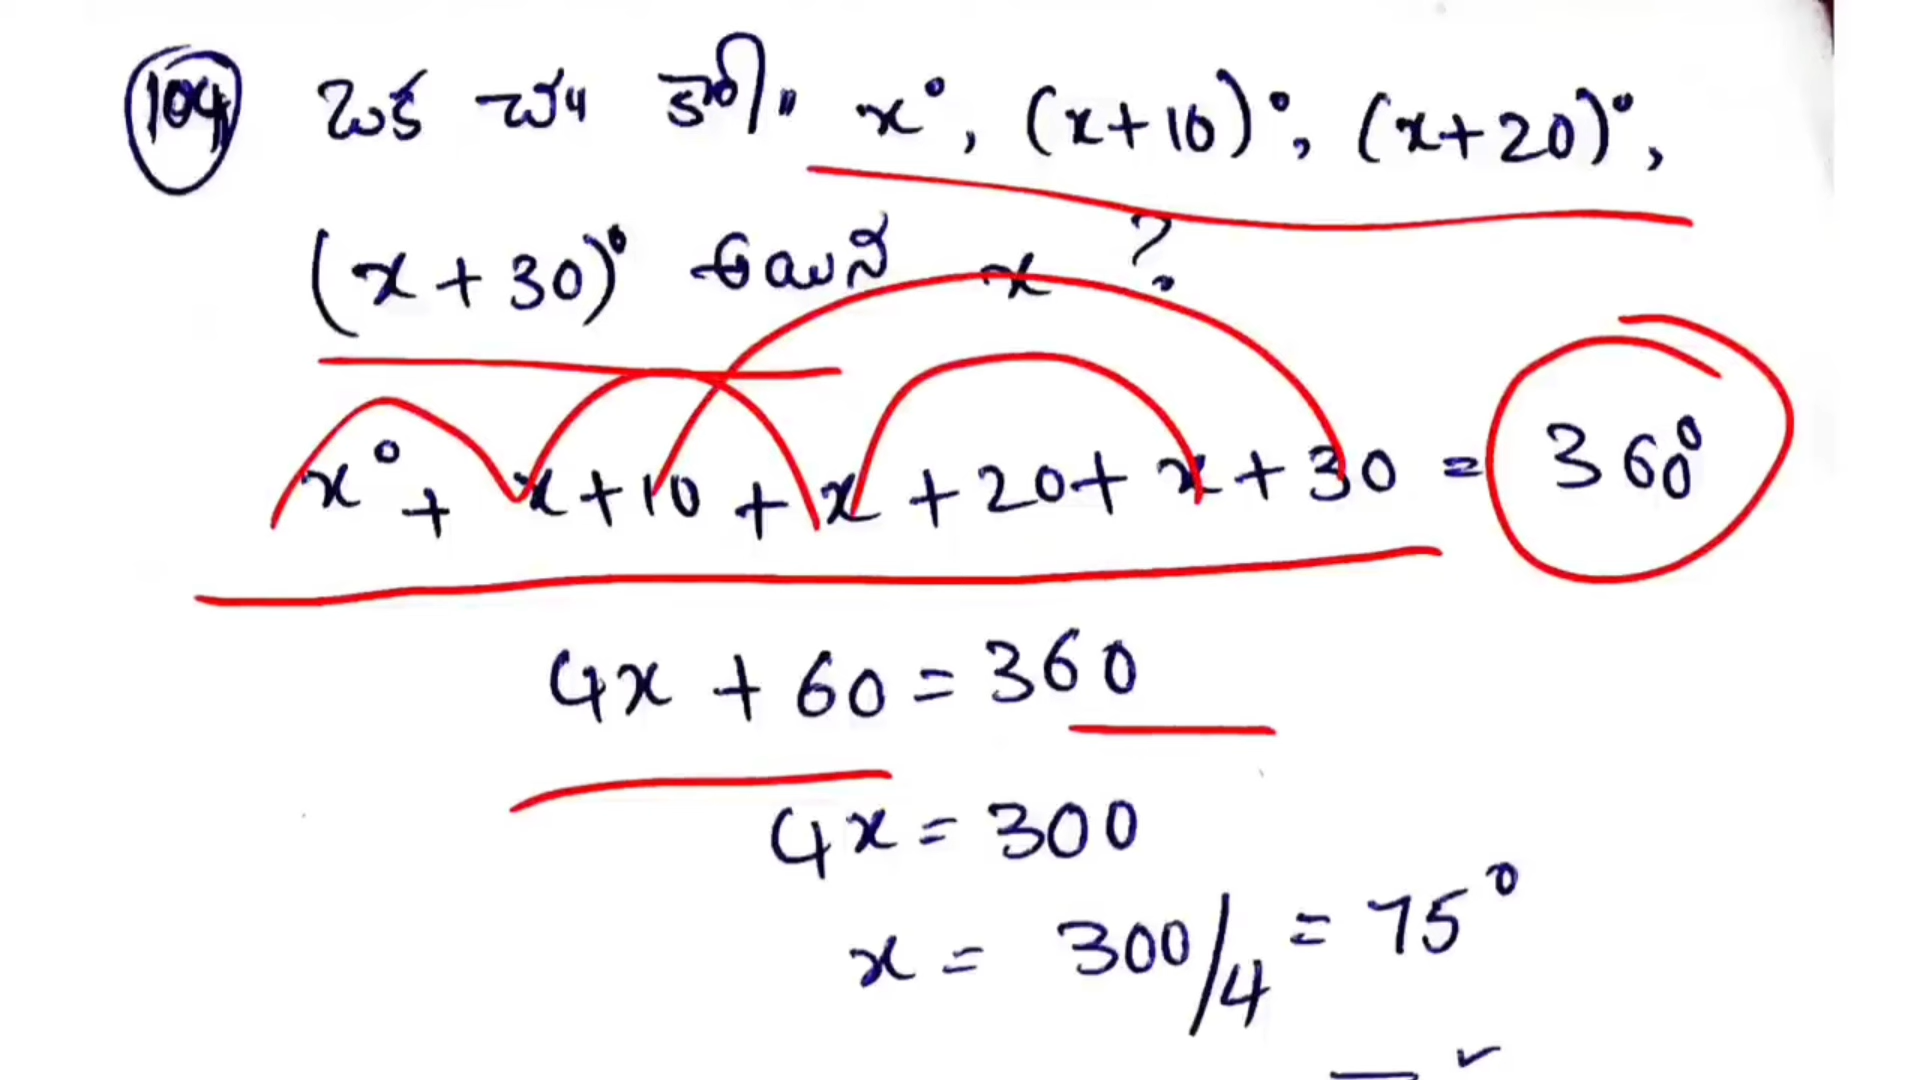 104 ఒక చ॥ కో॥ x°, (x+10)°, (x+20)°,
(x+30)° అయిన x ?
x° + x+10 + x +20+ x+30 = 360°
4x + 60 = 360
4x = 300
x = 300/4 = 75°